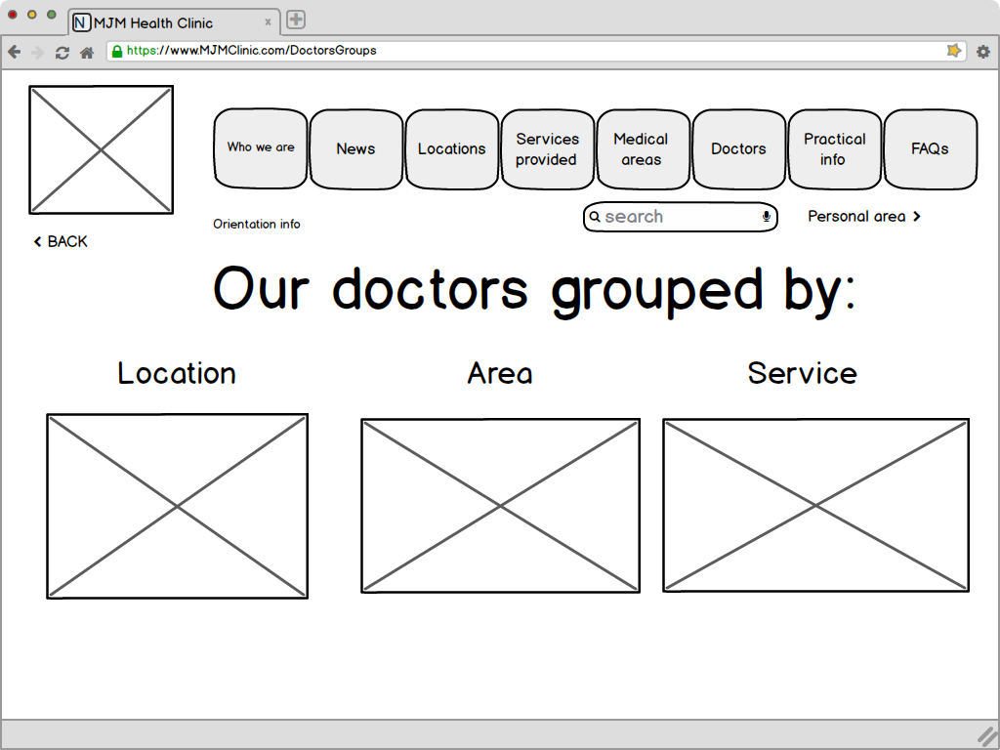 N MJM Health Clinic x
https://www.MJMClinic.com/DoctorsGroups
Who we are
News
Locations
Services
provided
Medical
areas
Doctors
Practical
info
FAQs
search
Personal area
Orientation info
BACK
Our doctors grouped by:
Location
Area
Service